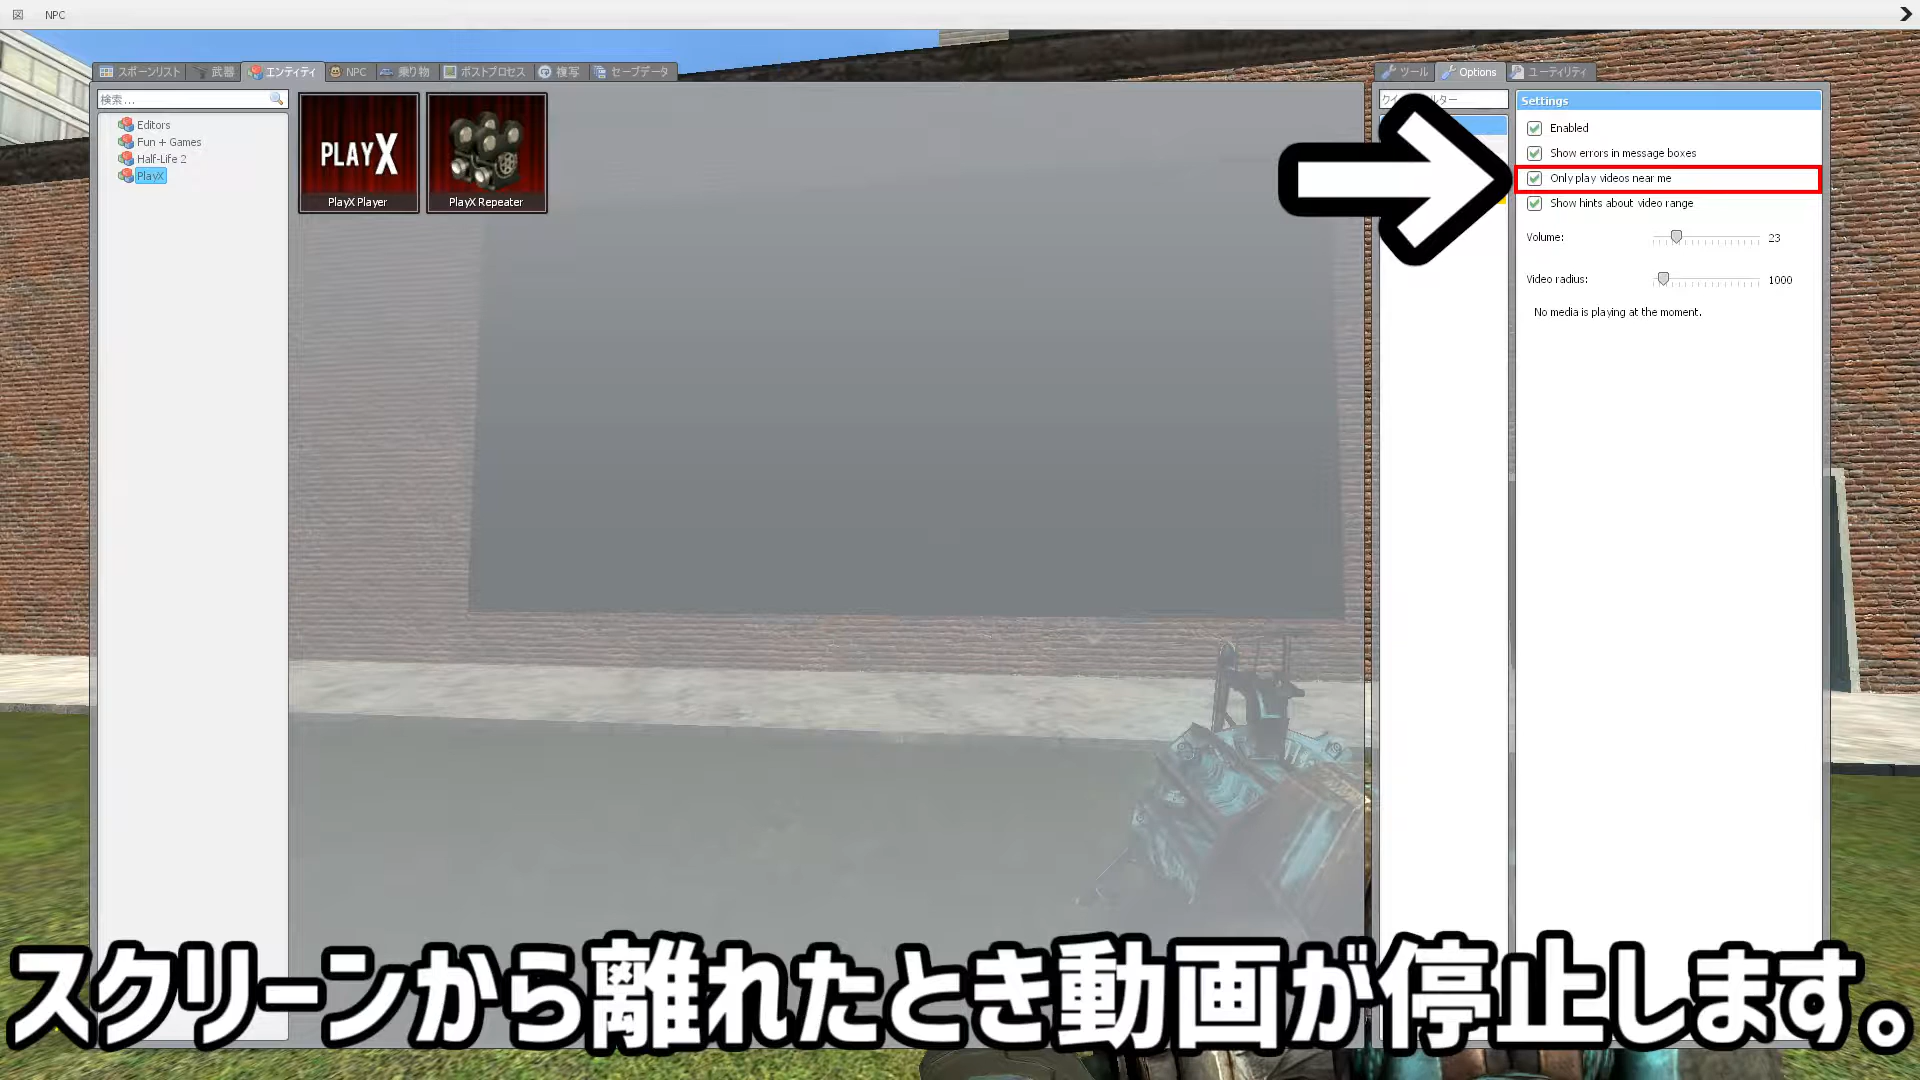 図 NPC
スポーンリスト 武器 エンティティ NPC 乗り物 ポストプロセス 複写 セーブデータ
検索...
Editors
Fun + Games
Half-Life 2
PlayX
PLAYX
PlayX Player
PlayX Repeater
ツール Options ユーティリティ
Settings
Enabled
Show errors in message boxes
Only play videos near me
Show hints about video range
Volume: 23
Video radius: 1000
No media is playing at the moment.
スクリーンから離れたとき動画が停止します。